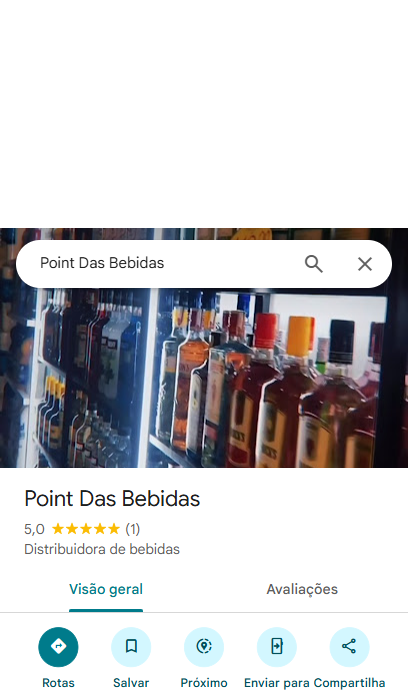 Point Das Bebidas
Point Das Bebidas
5,0 (1)
Distribuidora de bebidas
Visão geral Avaliações
Rotas Salvar Próximo Enviar para Compartilha